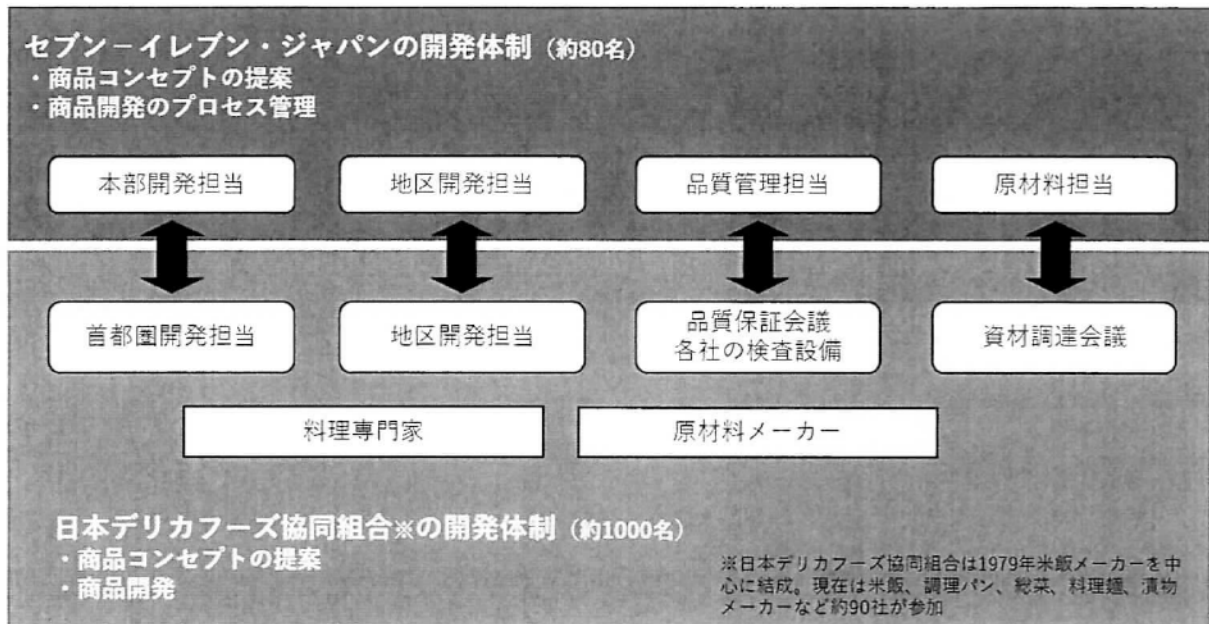 セブン−イレブン・ジャパンの開発体制（約80名）
・商品コンセプトの提案
・商品開発のプロセス管理
本部開発担当
地区開発担当
品質管理担当
原材料担当
首都圏開発担当
地区開発担当
品質保証会議
各社の検査設備
資材調達会議
料理専門家
原材料メーカー
日本デリカフーズ協同組合※の開発体制（約1000名）
・商品コンセプトの提案
・商品開発
※日本デリカフーズ協同組合は1979年米飯メーカーを中
心に結成。現在は米飯、調理パン、総菜、料理麺、漬物
メーカーなど約90社が参加